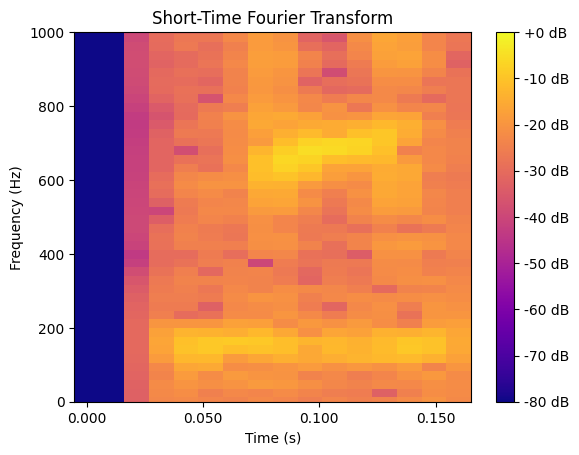 Short-Time Fourier Transform
Frequency (Hz)
1000
800
600
400
200
0
0.000
0.050
0.100
0.150
Time (s)
+0 dB
-10 dB
-20 dB
-30 dB
-40 dB
-50 dB
-60 dB
-70 dB
-80 dB